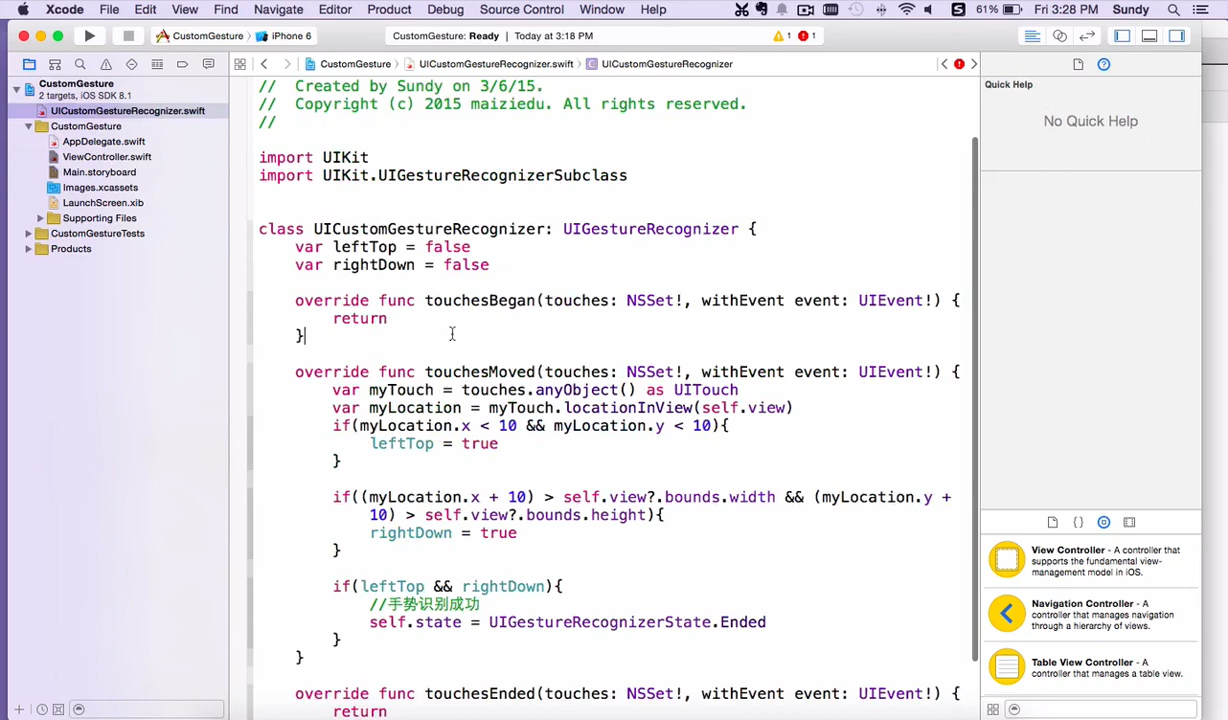 Xcode File Edit View Find Navigate Editor Product Debug Source Control Window Help 61% Fri 3:28 PM Sundy
CustomGesture iPhone 6 CustomGesture: Ready Today at 3:18 PM 1 1
CustomGesture UICustomGestureRecognizer.swift UICustomGestureRecognizer
CustomGesture
2 targets, iOS SDK 8.1
UICustomGestureRecognizer.swift
CustomGesture
AppDelegate.swift
ViewController.swift
Main.storyboard
Images.xcassets
LaunchScreen.xib
Supporting Files
CustomGestureTests
Products
// Created by Sundy on 3/6/15.
// Copyright (c) 2015 maiziedu. All rights reserved.
//
import UIKit
import UIKit.UIGestureRecognizerSubclass
class UICustomGestureRecognizer: UIGestureRecognizer {
var leftTop = false
var rightDown = false
override func touchesBegan(touches: NSSet!, withEvent event: UIEvent!) {
return
}
override func touchesMoved(touches: NSSet!, withEvent event: UIEvent!) {
var myTouch = touches.anyObject() as UITouch
var myLocation = myTouch.locationInView(self.view)
if(myLocation.x < 10 && myLocation.y < 10){
leftTop = true
}
if((myLocation.x + 10) > self.view?.bounds.width && (myLocation.y +
10) > self.view?.bounds.height){
rightDown = true
}
if(leftTop && rightDown){
//手势识别成功
self.state = UIGestureRecognizerState.Ended
}
}
override func touchesEnded(touches: NSSet!, withEvent event: UIEvent!) {
return
Quick Help
No Quick Help
View Controller - A controller that
supports the fundamental view-
management model in iOS.
Navigation Controller - A
controller that manages navigation
through a hierarchy of views.
Table View Controller - A
controller that manages a table view.